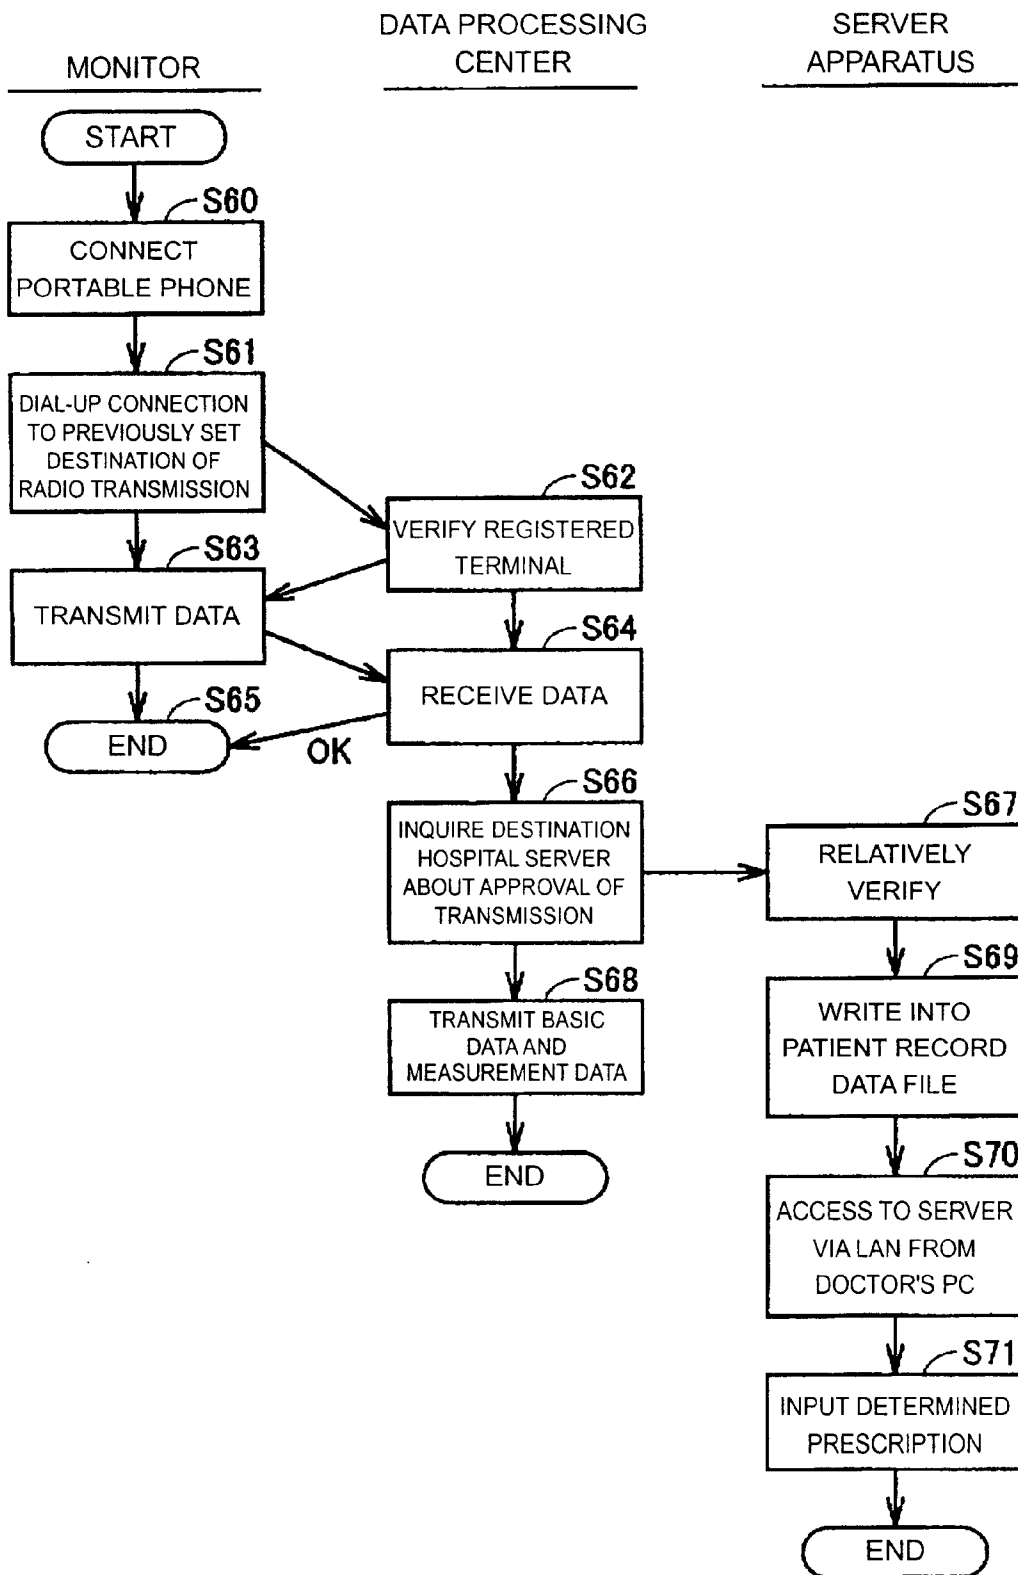 MONITOR
DATA PROCESSING
CENTER
SERVER
APPARATUS
START
S60
CONNECT
PORTABLE PHONE
S61
DIAL-UP CONNECTION
TO PREVIOUSLY SET
DESTINATION OF
RADIO TRANSMISSION
S62
VERIFY REGISTERED
TERMINAL
S63
TRANSMIT DATA
S64
RECEIVE DATA
S65
END
OK
S66
INQUIRE DESTINATION
HOSPITAL SERVER
ABOUT APPROVAL OF
TRANSMISSION
S67
RELATIVELY
VERIFY
S68
TRANSMIT BASIC
DATA AND
MEASUREMENT DATA
END
S69
WRITE INTO
PATIENT RECORD
DATA FILE
S70
ACCESS TO SERVER
VIA LAN FROM
DOCTOR'S PC
S71
INPUT DETERMINED
PRESCRIPTION
END